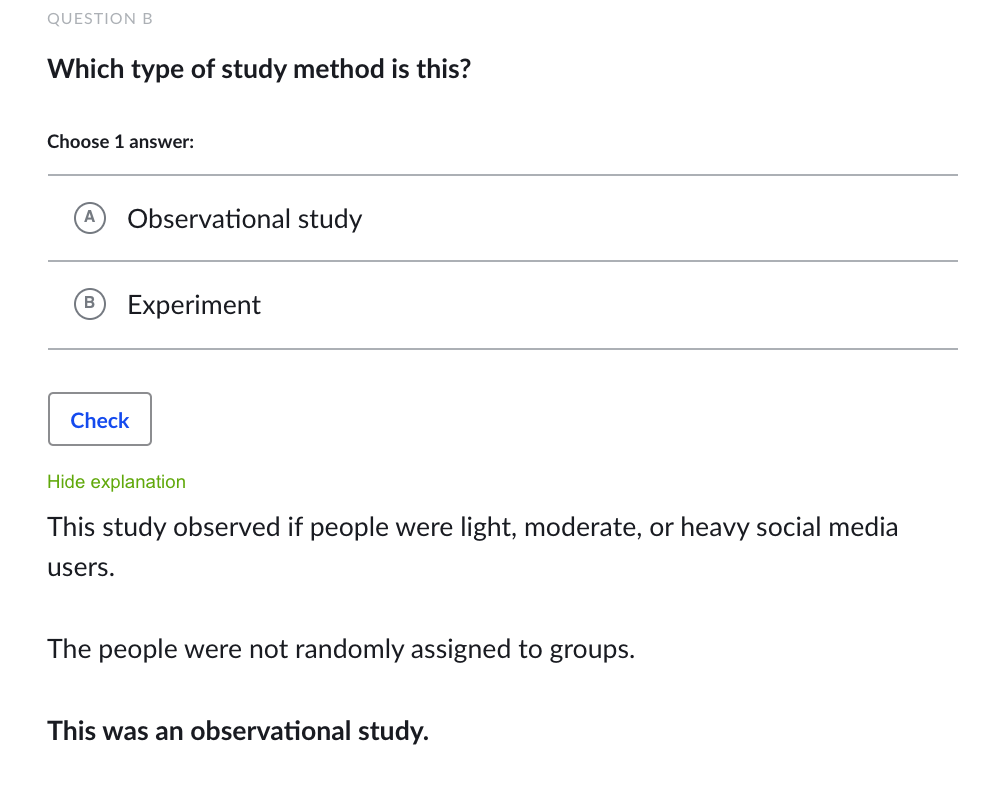 QUESTION B
Which type of study method is this?
Choose 1 answer:
A Observational study
B Experiment
Check
Hide explanation
This study observed if people were light, moderate, or heavy social media
users.
The people were not randomly assigned to groups.
This was an observational study.